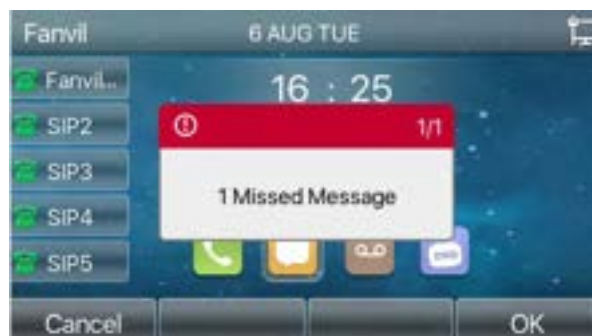 Fanvil 6 AUG TUE
Fanvil...
16 : 25
SIP2
1/1
SIP3
1 Missed Message
SIP4
SIP5
Cancel OK